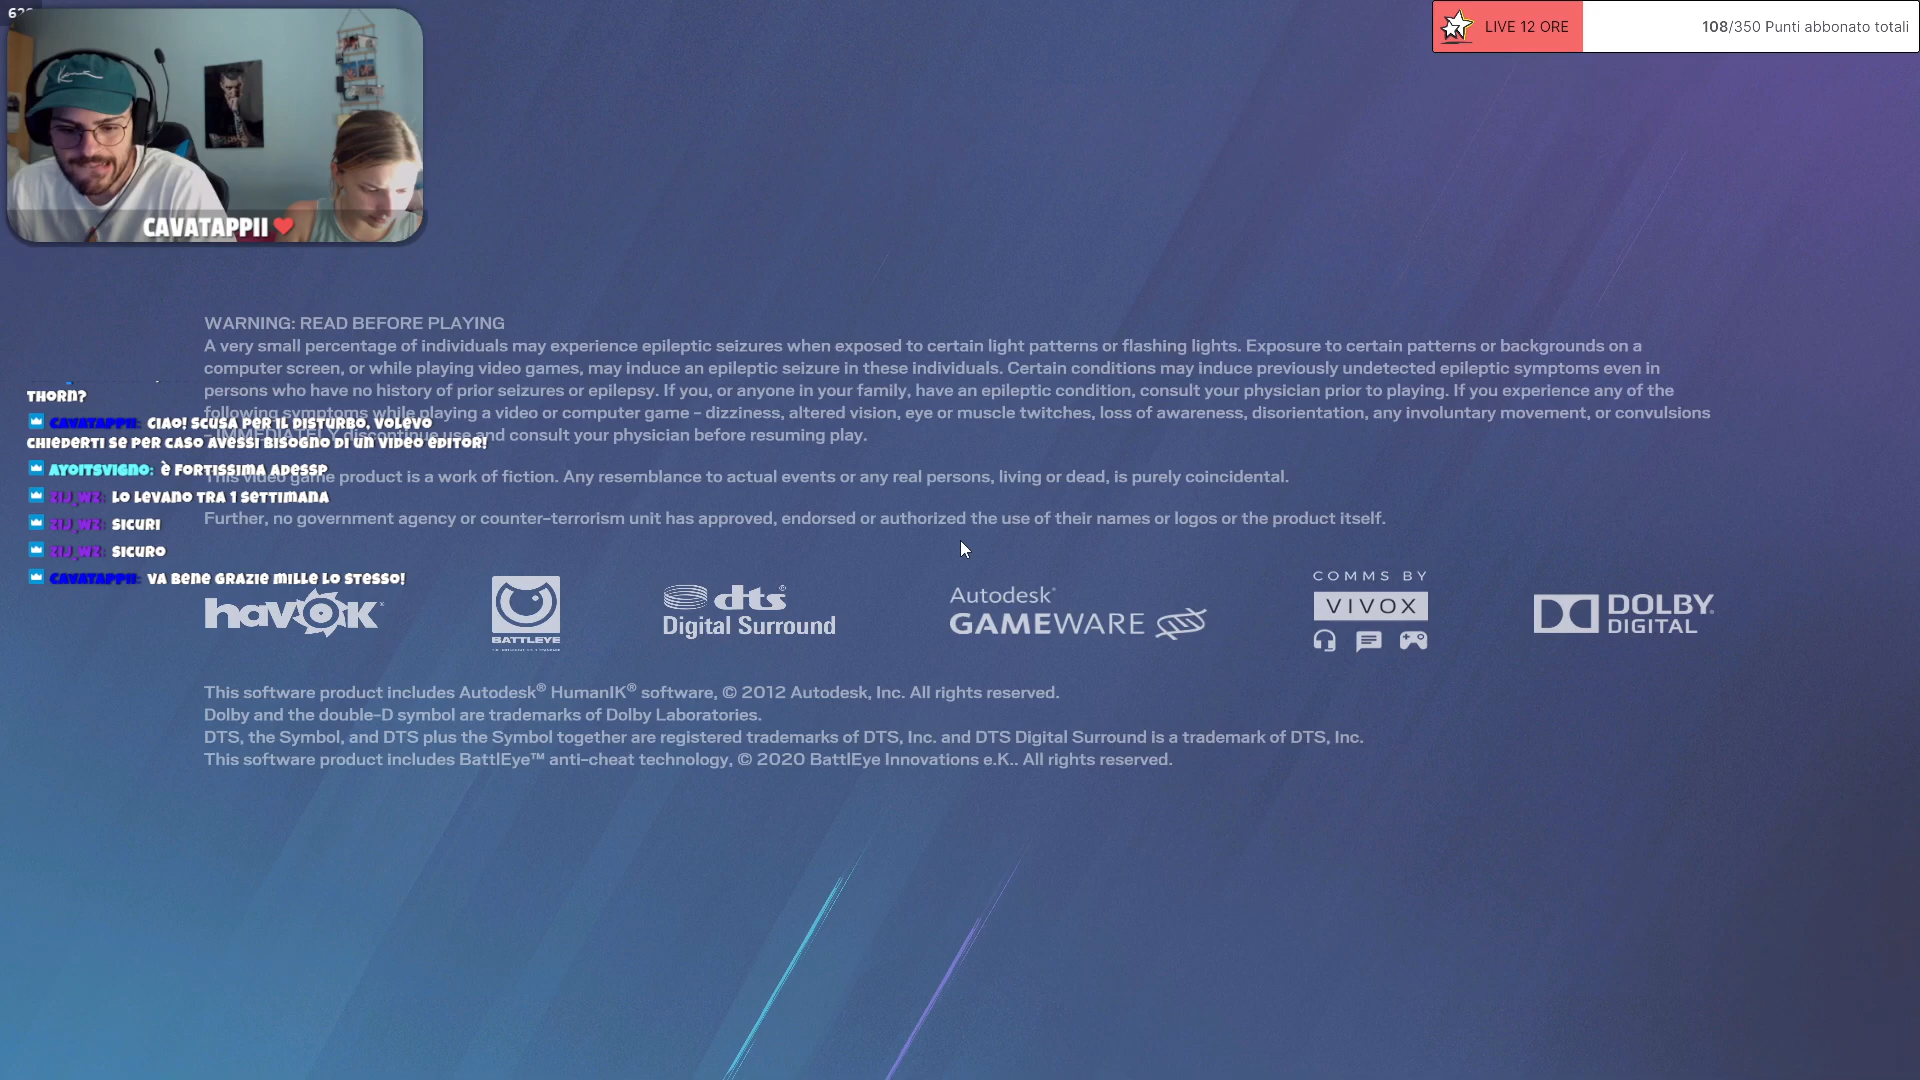 LIVE 12 ORE
108/350 Punti abbonato totali
CAVATAPPII
WARNING: READ BEFORE PLAYING
A very small percentage of individuals may experience epileptic seizures when exposed to certain light patterns or flashing lights. Exposure to certain patterns or backgrounds on a
computer screen, or while playing video games, may induce an epileptic seizure in these individuals. Certain conditions may induce previously undetected epileptic symptoms even in
persons who have no history of prior seizures or epilepsy. If you, or anyone in your family, have an epileptic condition, consult your physician prior to playing. If you experience any of the
following symptoms while playing a video or computer game - dizziness, altered vision, eye or muscle twitches, loss of awareness, disorientation, any involuntary movement, or convulsions
- IMMEDIATELY discontinue use and consult your physician before resuming play.
This video game product is a work of fiction. Any resemblance to actual events or any real persons, living or dead, is purely coincidental.
Further, no government agency or counter-terrorism unit has approved, endorsed or authorized the use of their names or logos or the product itself.
THORN?
CAVATAPPII: CIAO! SCUSA PER IL DISTURBO, VOLEVO
CHIEDERTI SE PER CASO AVESSI BISOGNO DI UN VIDEO EDITOR!
AYOITSVIGNO: È FORTISSIMA APESSP
ZIJ_WZ: LO LEVANO TRA 1 SETTIMANA
ZIJ_WZ: SICURI
ZIJ_WZ: SICURO
CAVATAPPII: VA BENE GRAZIE MILLE LO STESSO!
havok
BATTLEYE
dts®
Digital Surround
Autodesk®
GAMEWARE
COMMS BY
VIVOX
DOLBY®
DIGITAL
This software product includes Autodesk® HumanIK® software, © 2012 Autodesk, Inc. All rights reserved.
Dolby and the double-D symbol are trademarks of Dolby Laboratories.
DTS, the Symbol, and DTS plus the Symbol together are registered trademarks of DTS, Inc. and DTS Digital Surround is a trademark of DTS, Inc.
This software product includes BattlEye™ anti-cheat technology, © 2020 BattlEye Innovations e.K.. All rights reserved.